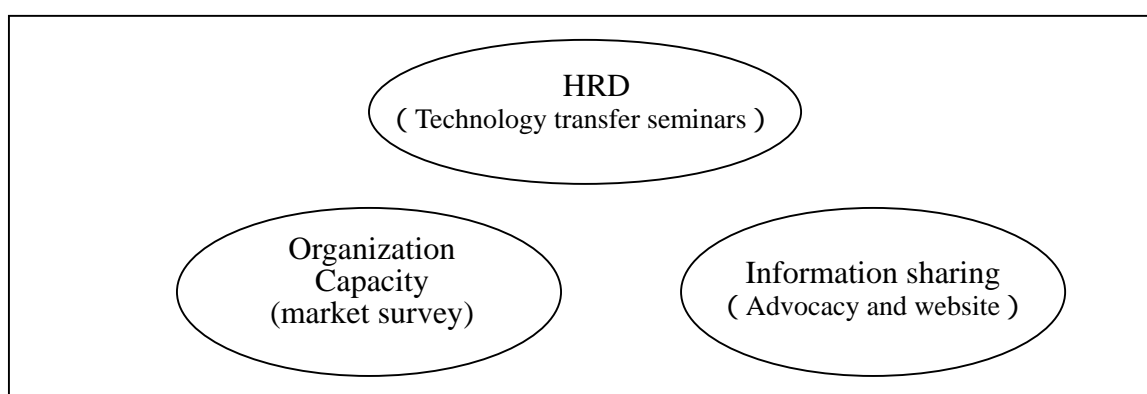 HRD
( Technology transfer seminars )
Organization
Capacity
(market survey)
Information sharing
( Advocacy and website )